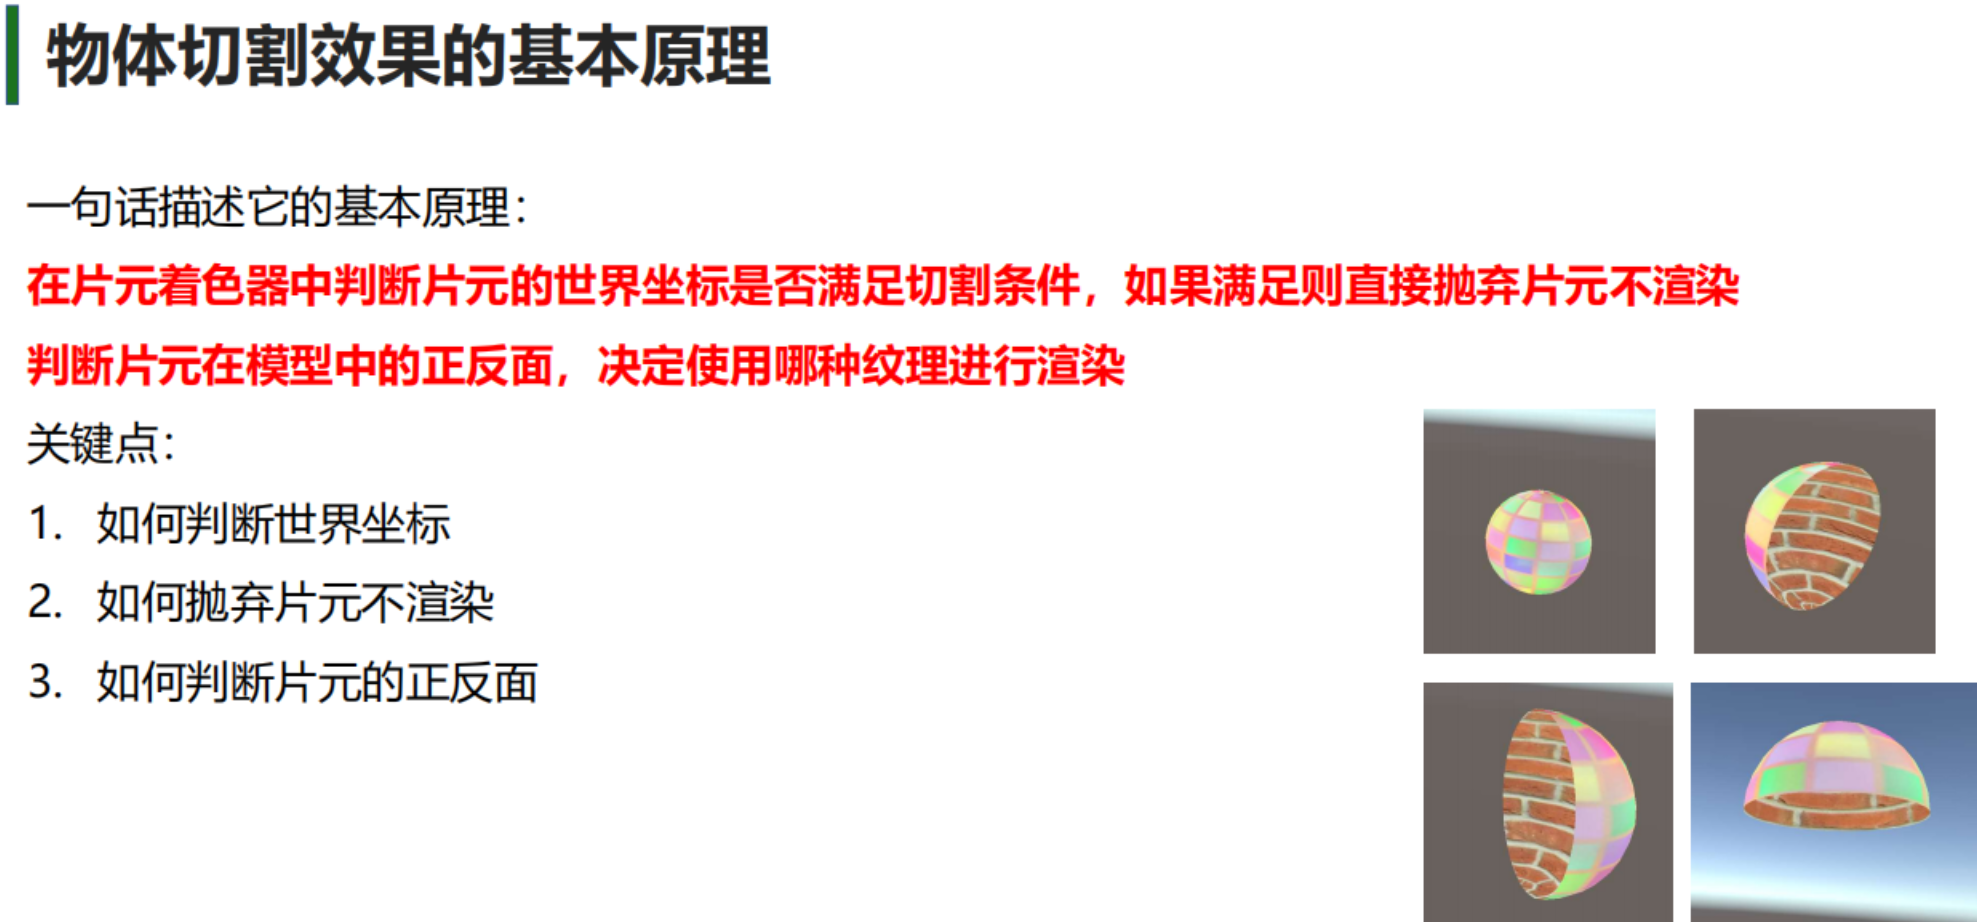 物体切割效果的基本原理
一句话描述它的基本原理：
在片元着色器中判断片元的世界坐标是否满足切割条件，如果满足则直接抛弃片元不渲染
判断片元在模型中的正反面，决定使用哪种纹理进行渲染
关键点：
1. 如何判断世界坐标
2. 如何抛弃片元不渲染
3. 如何判断片元的正反面